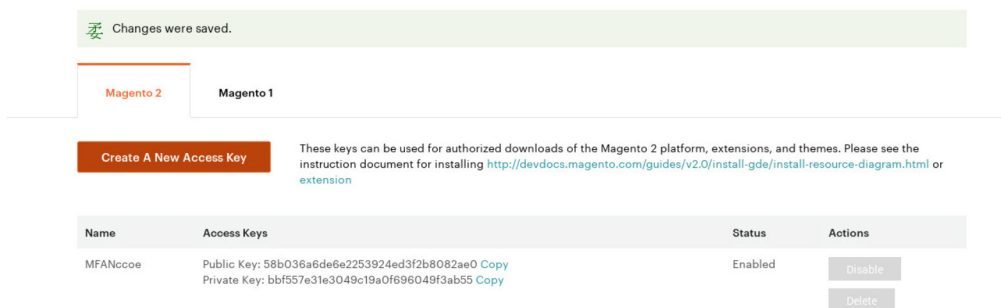 Changes were saved.
Magento 2
Magento 1
Create A New Access Key
These keys can be used for authorized downloads of the Magento 2 platform, extensions, and themes. Please see the
instruction document for installing http://devdocs.magento.com/guides/v2.0/install-gde/install-resource-diagram.html or
extension
Name Access Keys Status Actions
MFANccoe Public Key: 58b036a6de6e2253924ed3f2b8082ae0 Copy Enabled Disable
Private Key: bbf557e31e3049c19a0f696049f3ab55 Copy
Delete